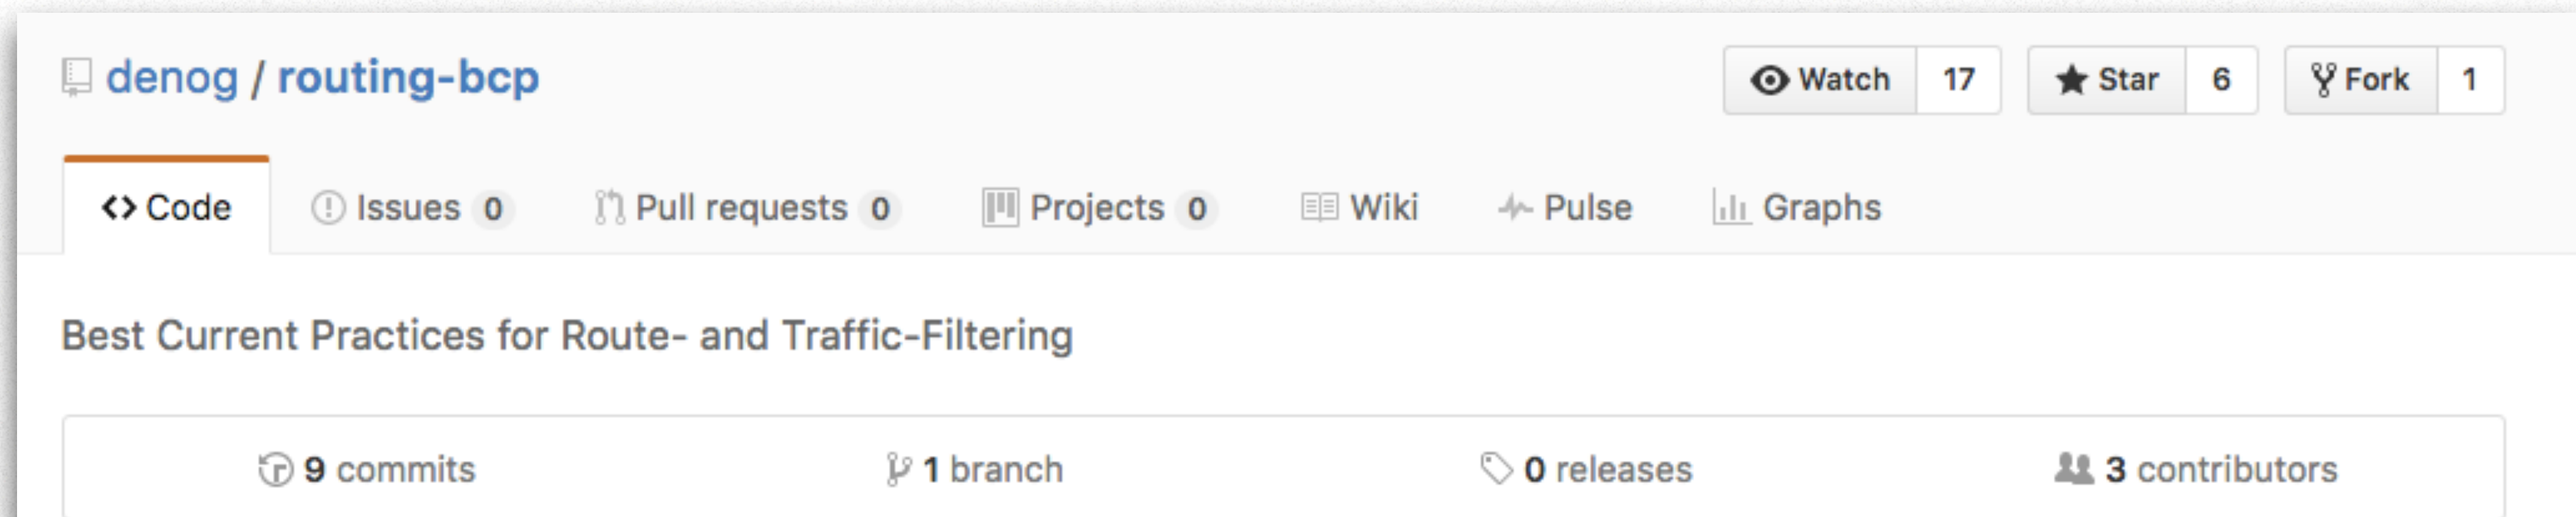 denog / routing-bcp Watch 17 Star 6 Fork 1
Code Issues 0 Pull requests 0 Projects 0 Wiki Pulse Graphs
Best Current Practices for Route- and Traffic-Filtering
9 commits 1 branch 0 releases 3 contributors